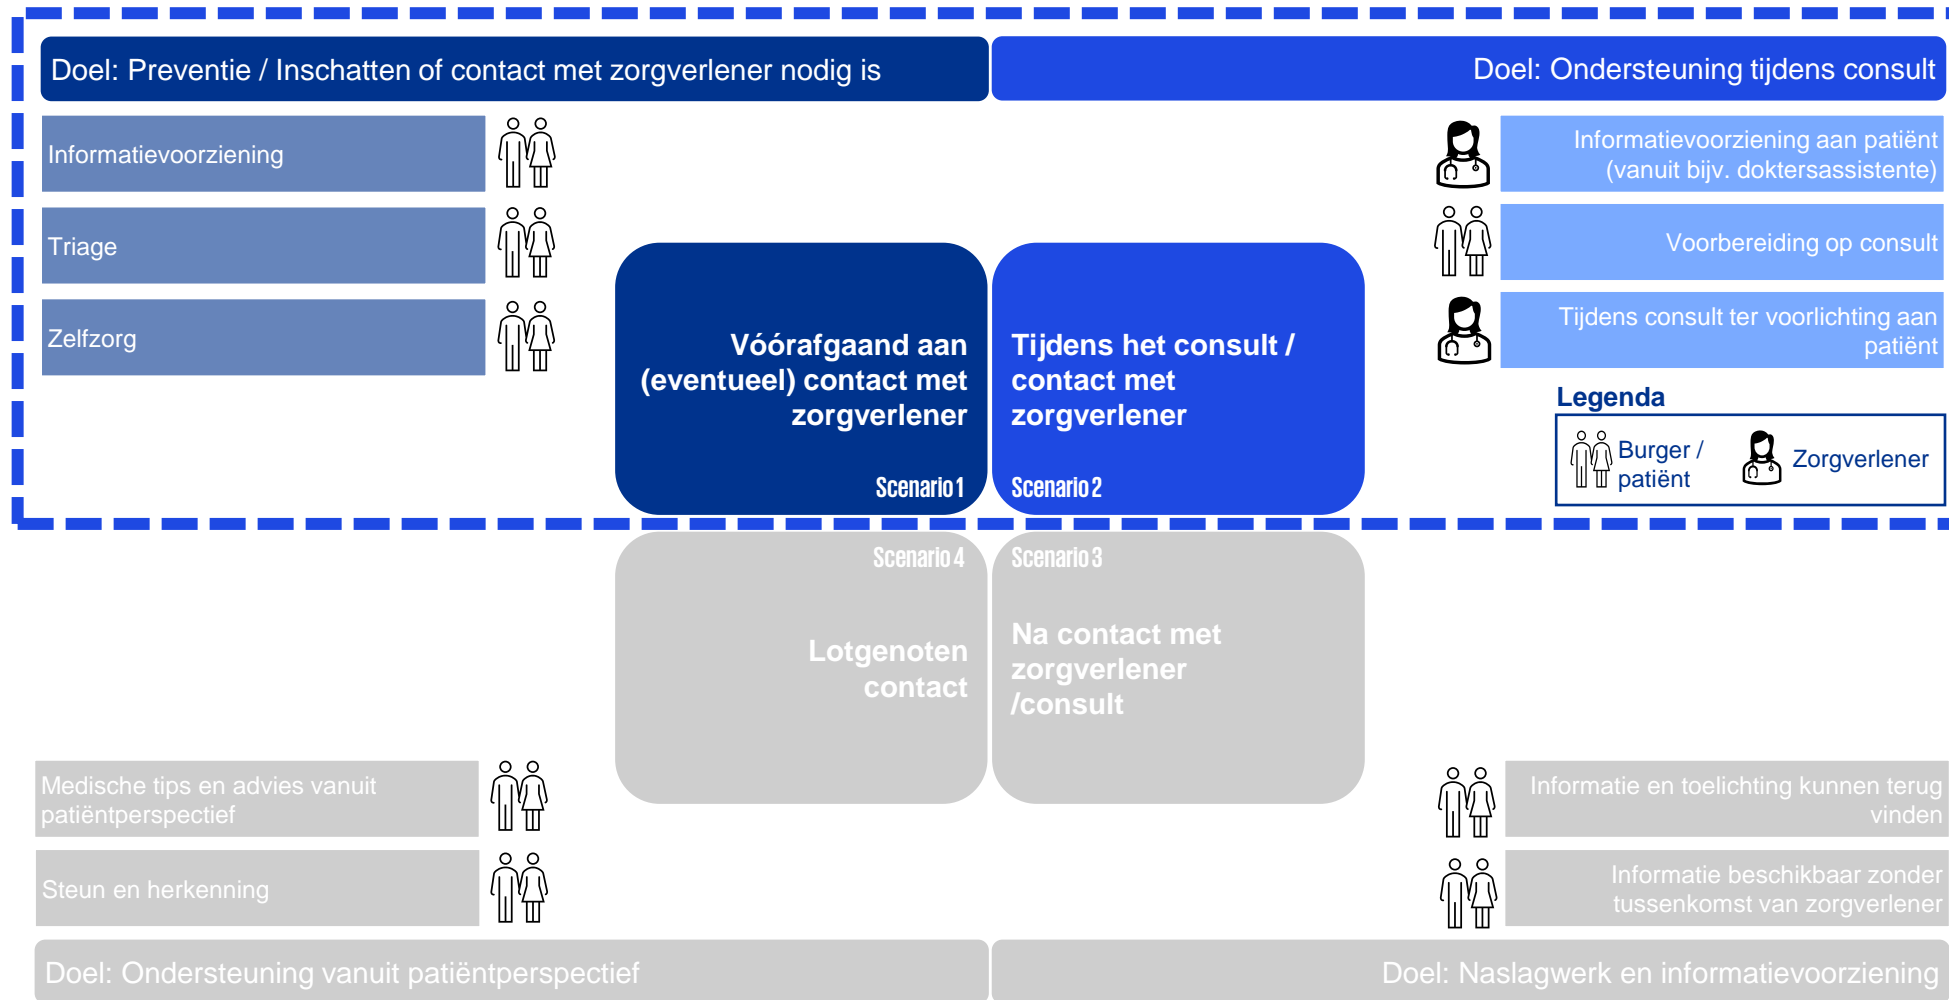 Doel: Preventie / Inschatten of contact met zorgverlener nodig is
Doel: Ondersteuning tijdens consult
Informatievoorziening
Triage
Zelfzorg
Informatievoorziening aan patiënt
(vanuit bijv. doktersassistente)
Voorbereiding op consult
Tijdens consult ter voorlichting aan
patiënt
Vóórafgaand aan
(eventueel) contact met
zorgverlener
Scenario 1
Tijdens het consult /
contact met
zorgverlener
Scenario 2
Legenda
Burger /
patiënt
Zorgverlener
Scenario 4
Lotgenoten
contact
Scenario 3
Na contact met
zorgverlener
/consult
Medische tips en advies vanuit
patiëntperspectief
Steun en herkenning
Informatie en toelichting kunnen terug
vinden
Informatie beschikbaar zonder
tussenkomst van zorgverlener
Doel: Ondersteuning vanuit patiëntperspectief
Doel: Naslagwerk en informatievoorziening